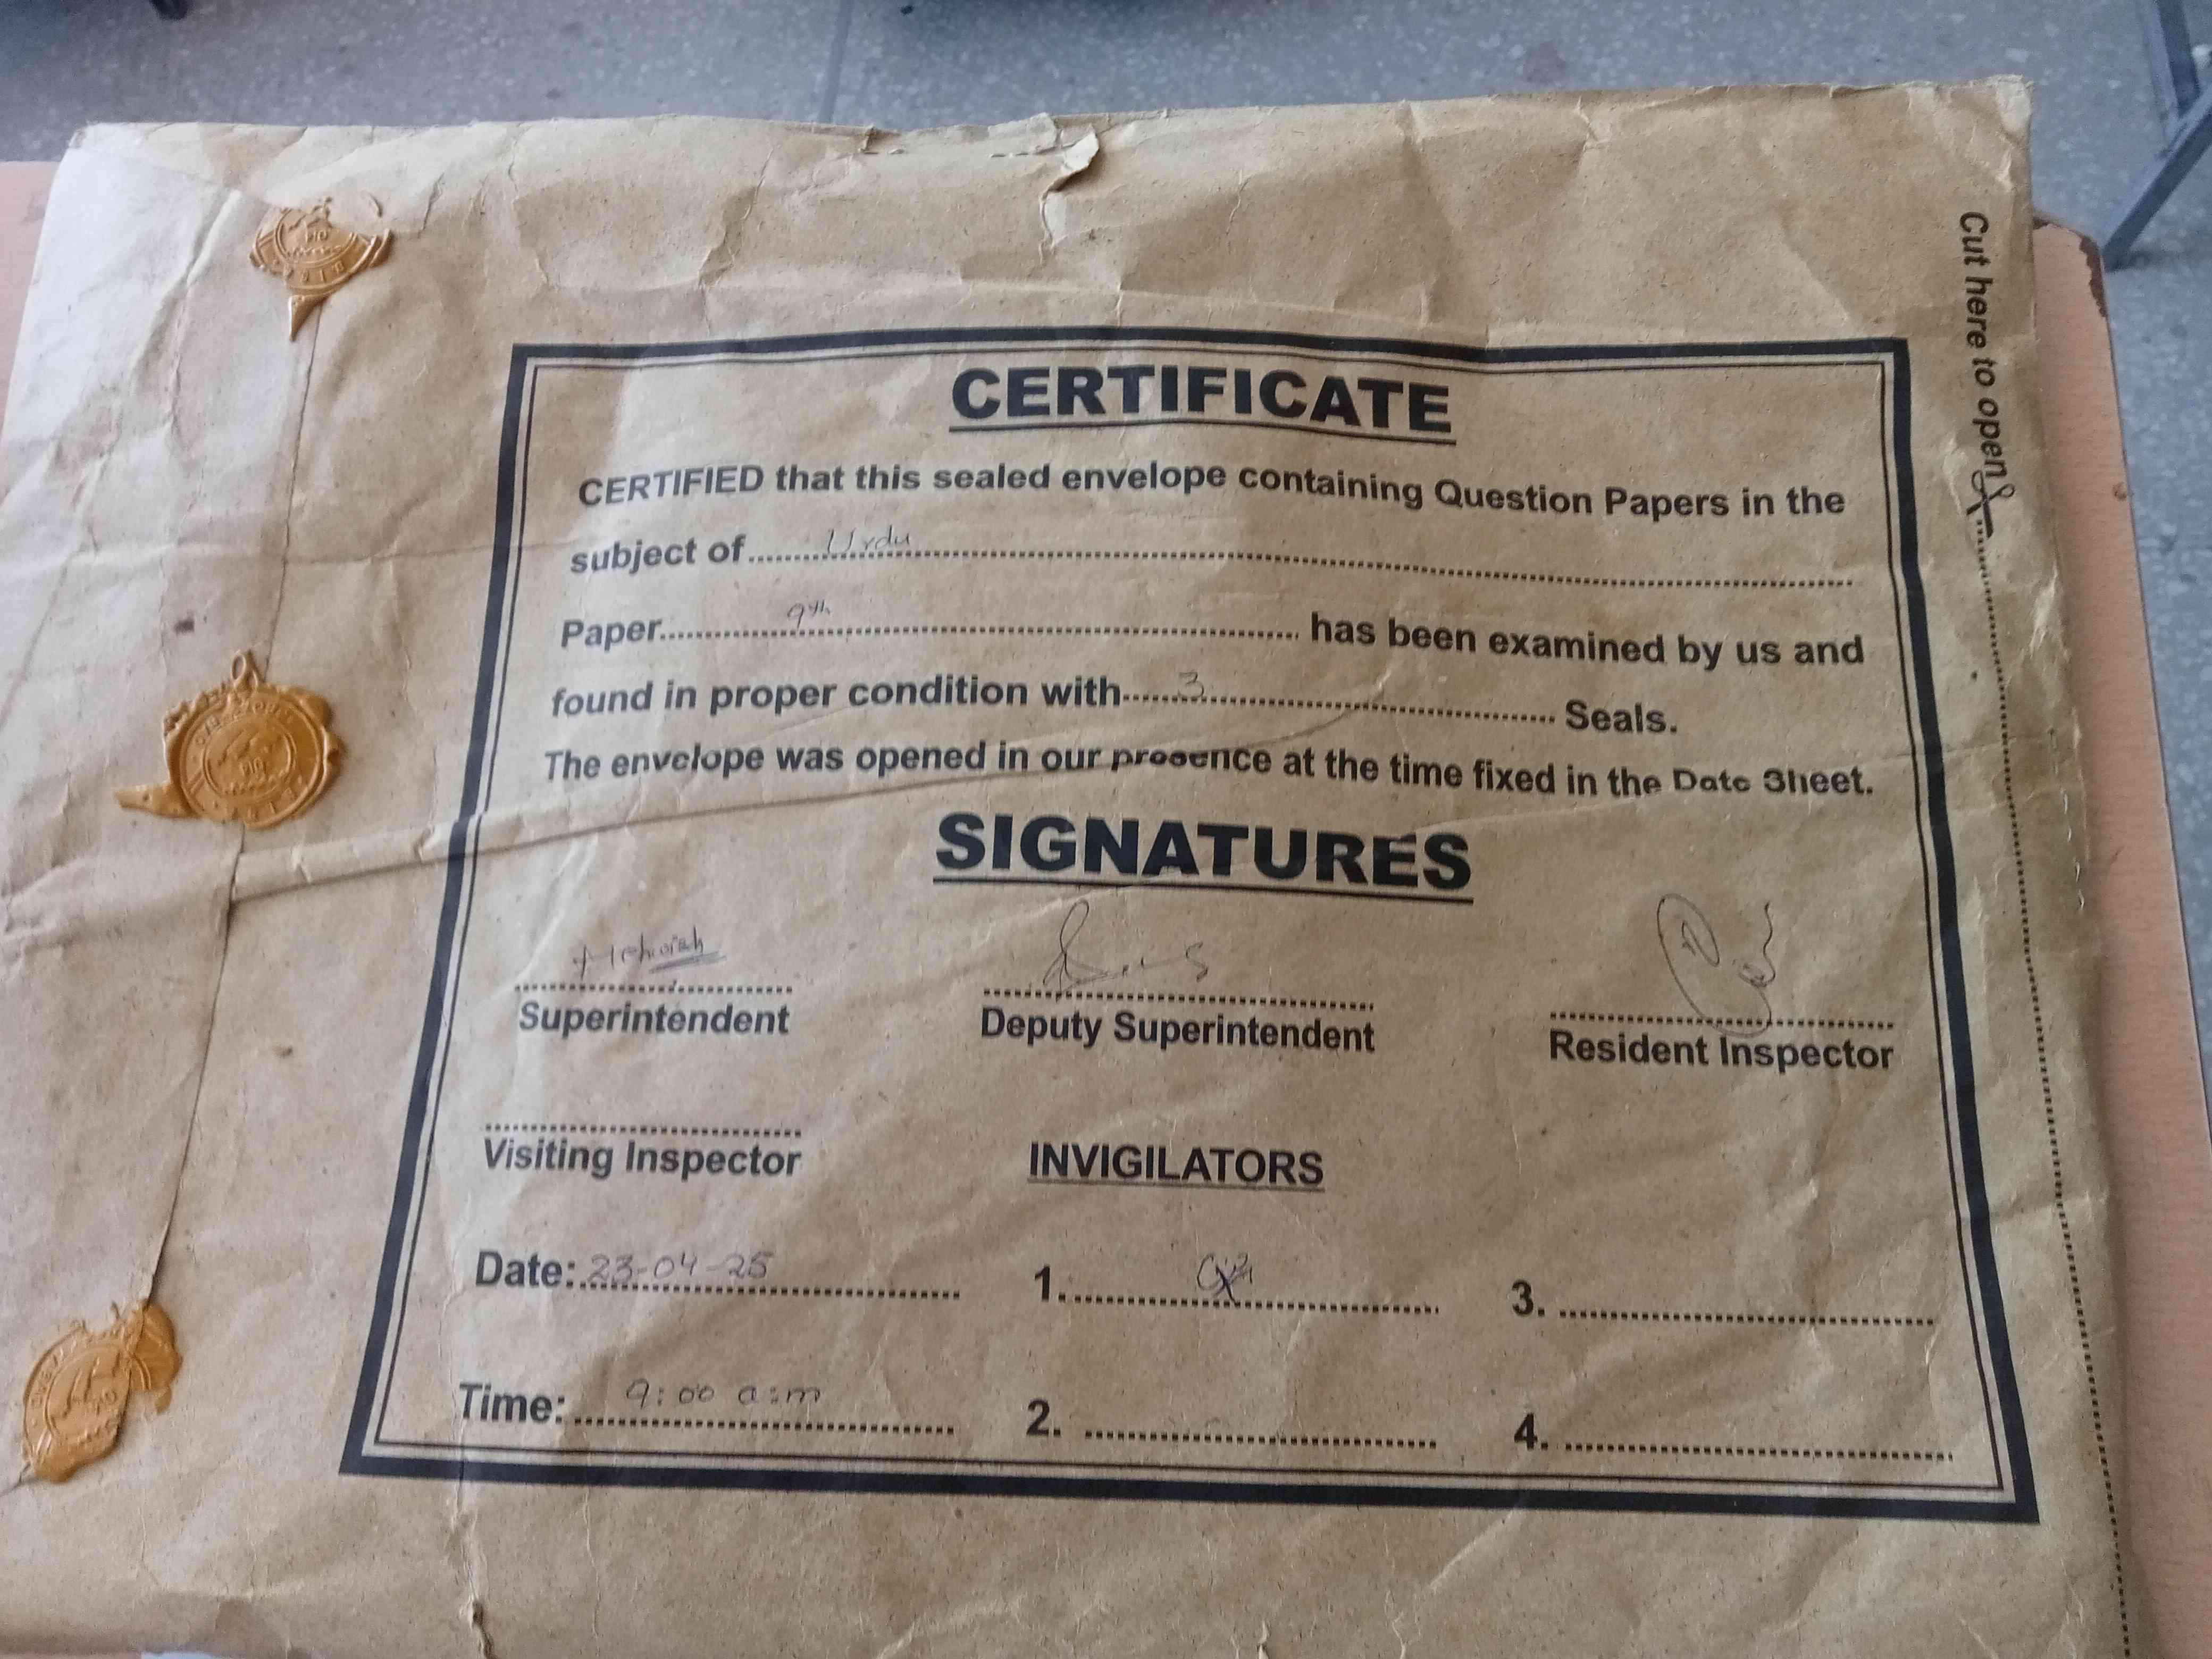 Cut here to open
CERTIFICATE
CERTIFIED that this sealed envelope containing Question Papers in the
subject of Urdu
Paper 9th has been examined by us and
found in proper condition with 3 Seals.
The envelope was opened in our presence at the time fixed in the Date Sheet.
SIGNATURES
Mehwish
Superintendent Deputy Superintendent Resident Inspector
Visiting Inspector INVIGILATORS
Date: 23-04-25 1. 3.
Time: 9:00 a:m 2. 4.